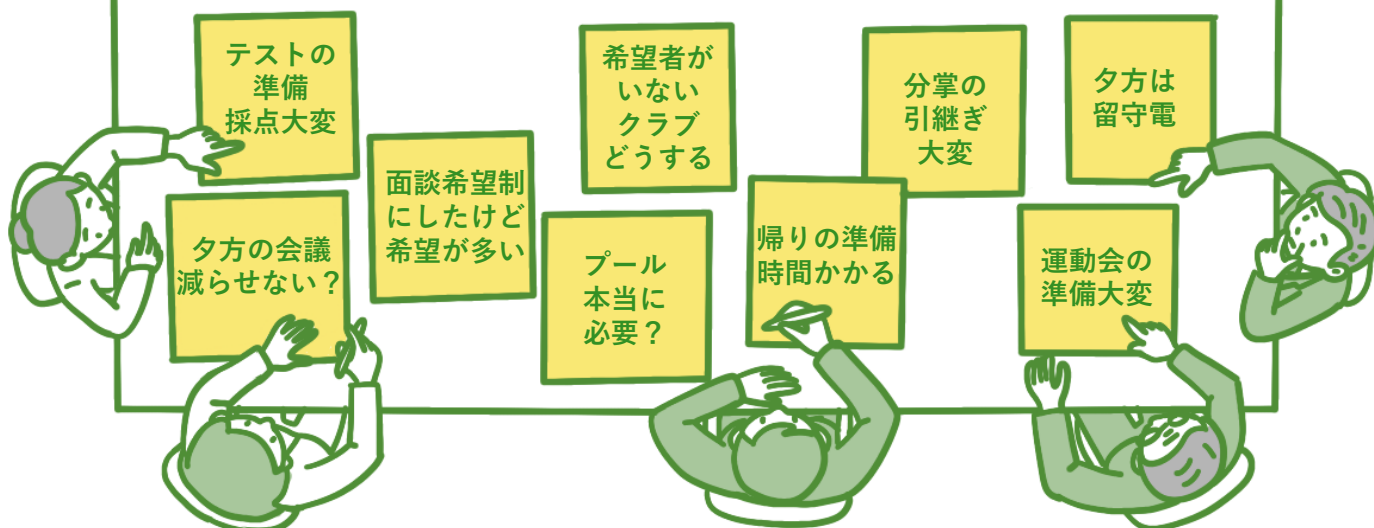 テストの
準備
採点大変
夕方の会議
減らせない？
面談希望制
にしたけど
希望が多い
希望者が
いない
クラブ
どうする
プール
本当に
必要？
帰りの準備
時間かかる
分掌の
引継ぎ
大変
夕方は
留守電
運動会の
準備大変